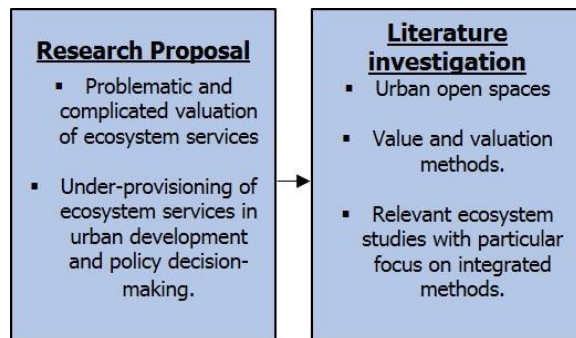 Research Proposal
▪ Problematic and
complicated valuation
of ecosystem services
▪ Under-provisioning of
ecosystem services in
urban development
and policy decision-
making.
Literature
investigation
▪ Urban open spaces
▪ Value and valuation
methods.
▪ Relevant ecosystem
studies with particular
focus on integrated
methods.